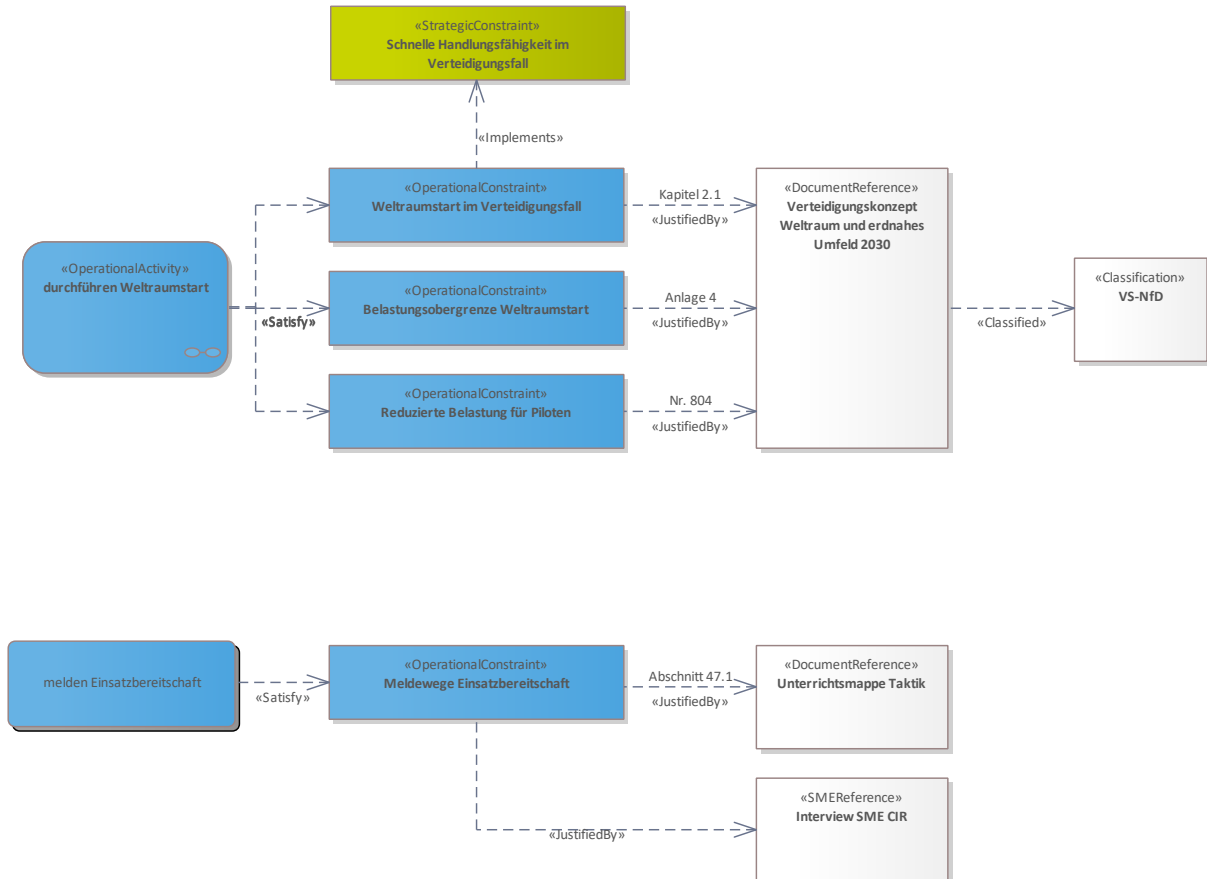 «StrategicConstraint»
Schnelle Handlungsfähigkeit im
Verteidigungsfall
«Implements»
«OperationalConstraint»
Weltraumstart im Verteidigungsfall
Kapitel 2.1
«JustifiedBy»
«DocumentReference»
Verteidigungskonzept
Weltraum und erdnahes
Umfeld 2030
«OperationalActivity»
durchführen Weltraumstart
«Satisfy»
«OperationalConstraint»
Belastungsobergrenze Weltraumstart
Anlage 4
«JustifiedBy»
«Classified»
«Classification»
VS-NfD
«OperationalConstraint»
Reduzierte Belastung für Piloten
Nr. 804
«JustifiedBy»
melden Einsatzbereitschaft
«Satisfy»
«OperationalConstraint»
Meldewege Einsatzbereitschaft
Abschnitt 47.1
«JustifiedBy»
«DocumentReference»
Unterrichtsmappe Taktik
«JustifiedBy»
«SMEReference»
Interview SME CIR